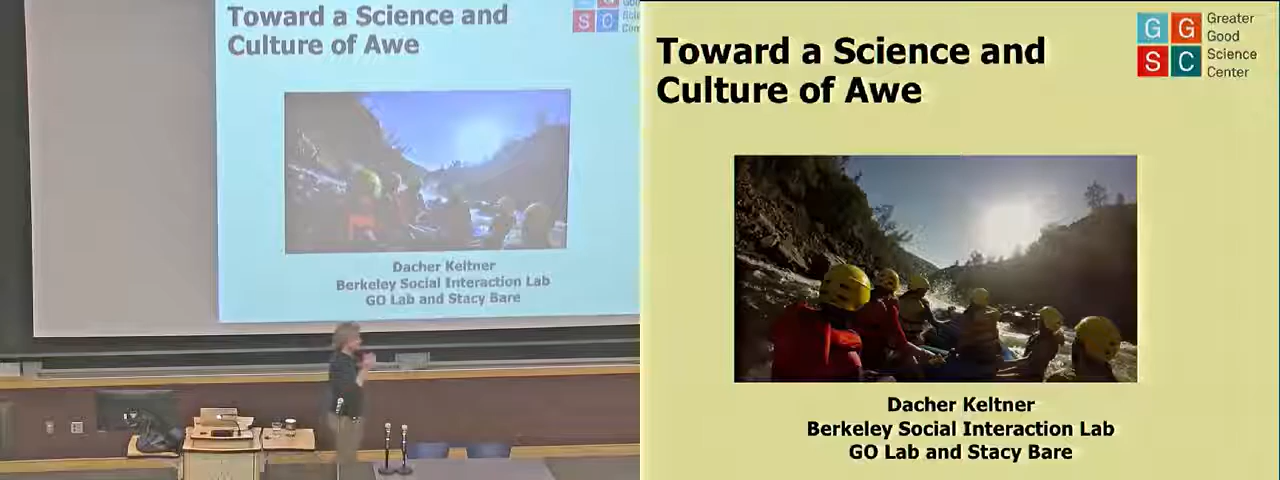 Toward a Science and
Culture of Awe
G
S C
Dacher Keltner
Berkeley Social Interaction Lab
GO Lab and Stacy Bare
Toward a Science and
Culture of Awe
G G
S C
Greater
Good
Science
Center
Dacher Keltner
Berkeley Social Interaction Lab
GO Lab and Stacy Bare